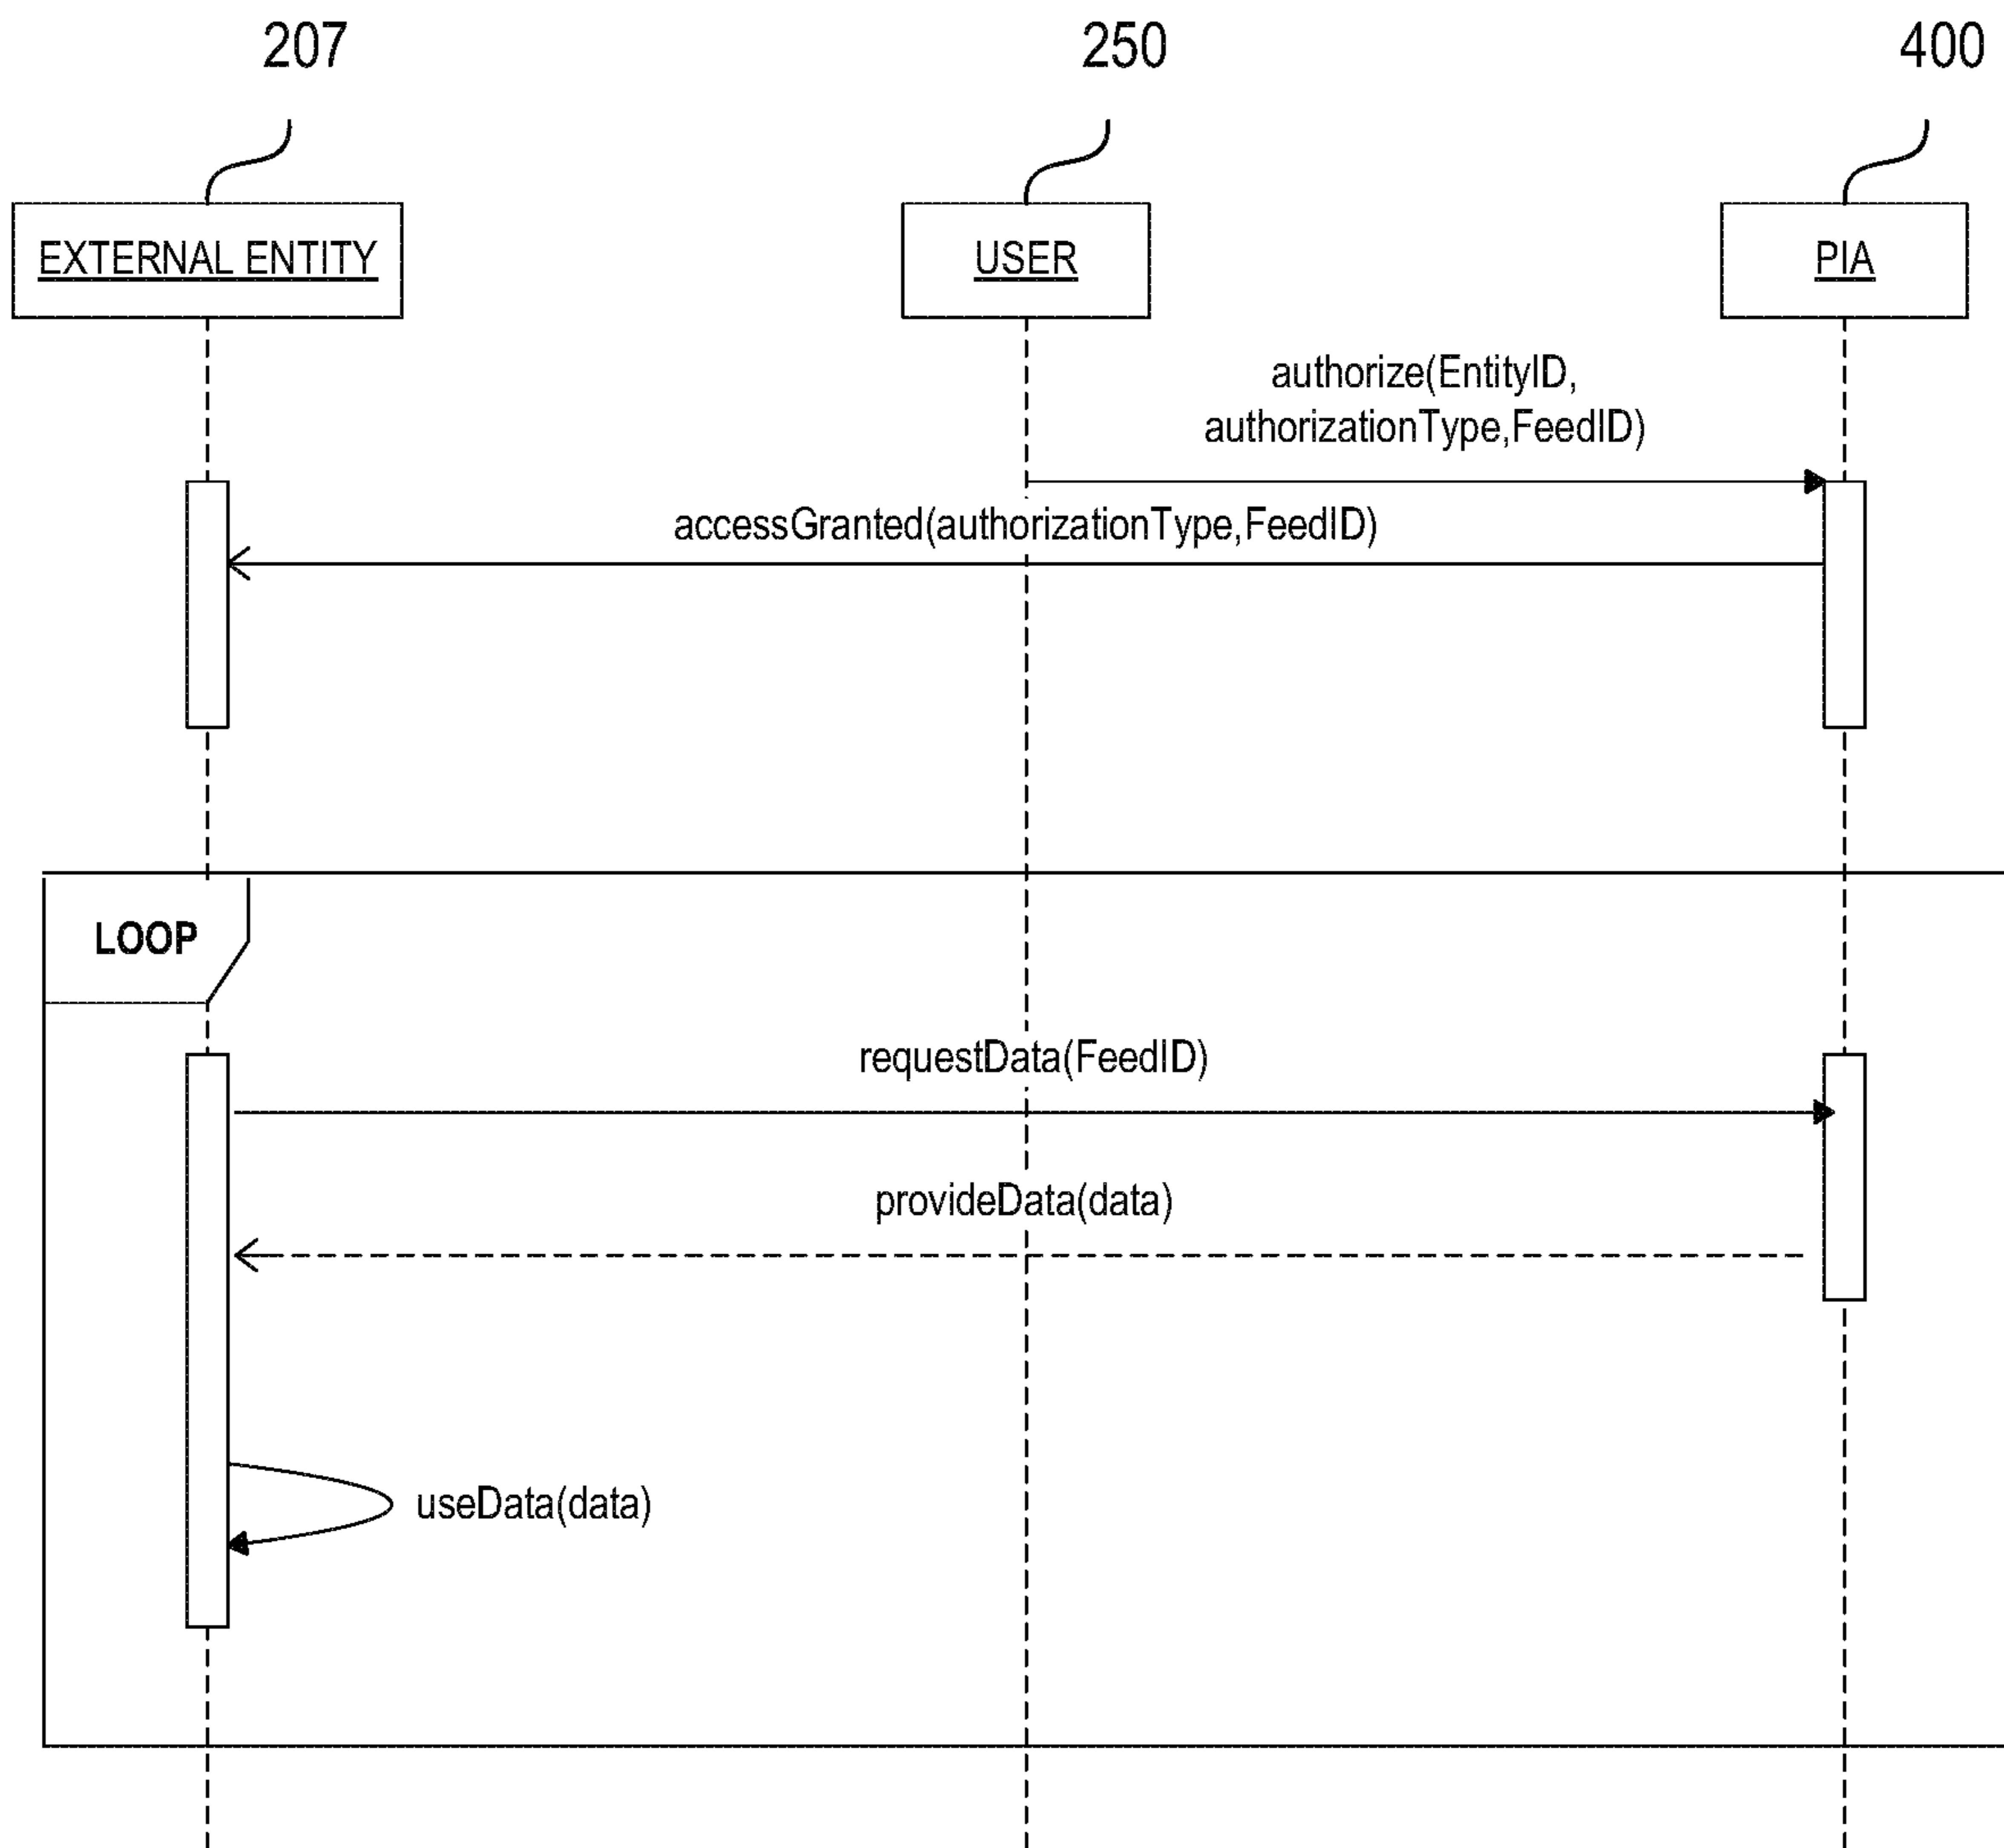 207
250
400
EXTERNAL ENTITY
USER
PIA
authorize(EntityID,
authorizationType,FeedID)
accessGranted(authorizationType,FeedID)
LOOP
requestData(FeedID)
provideData(data)
useData(data)